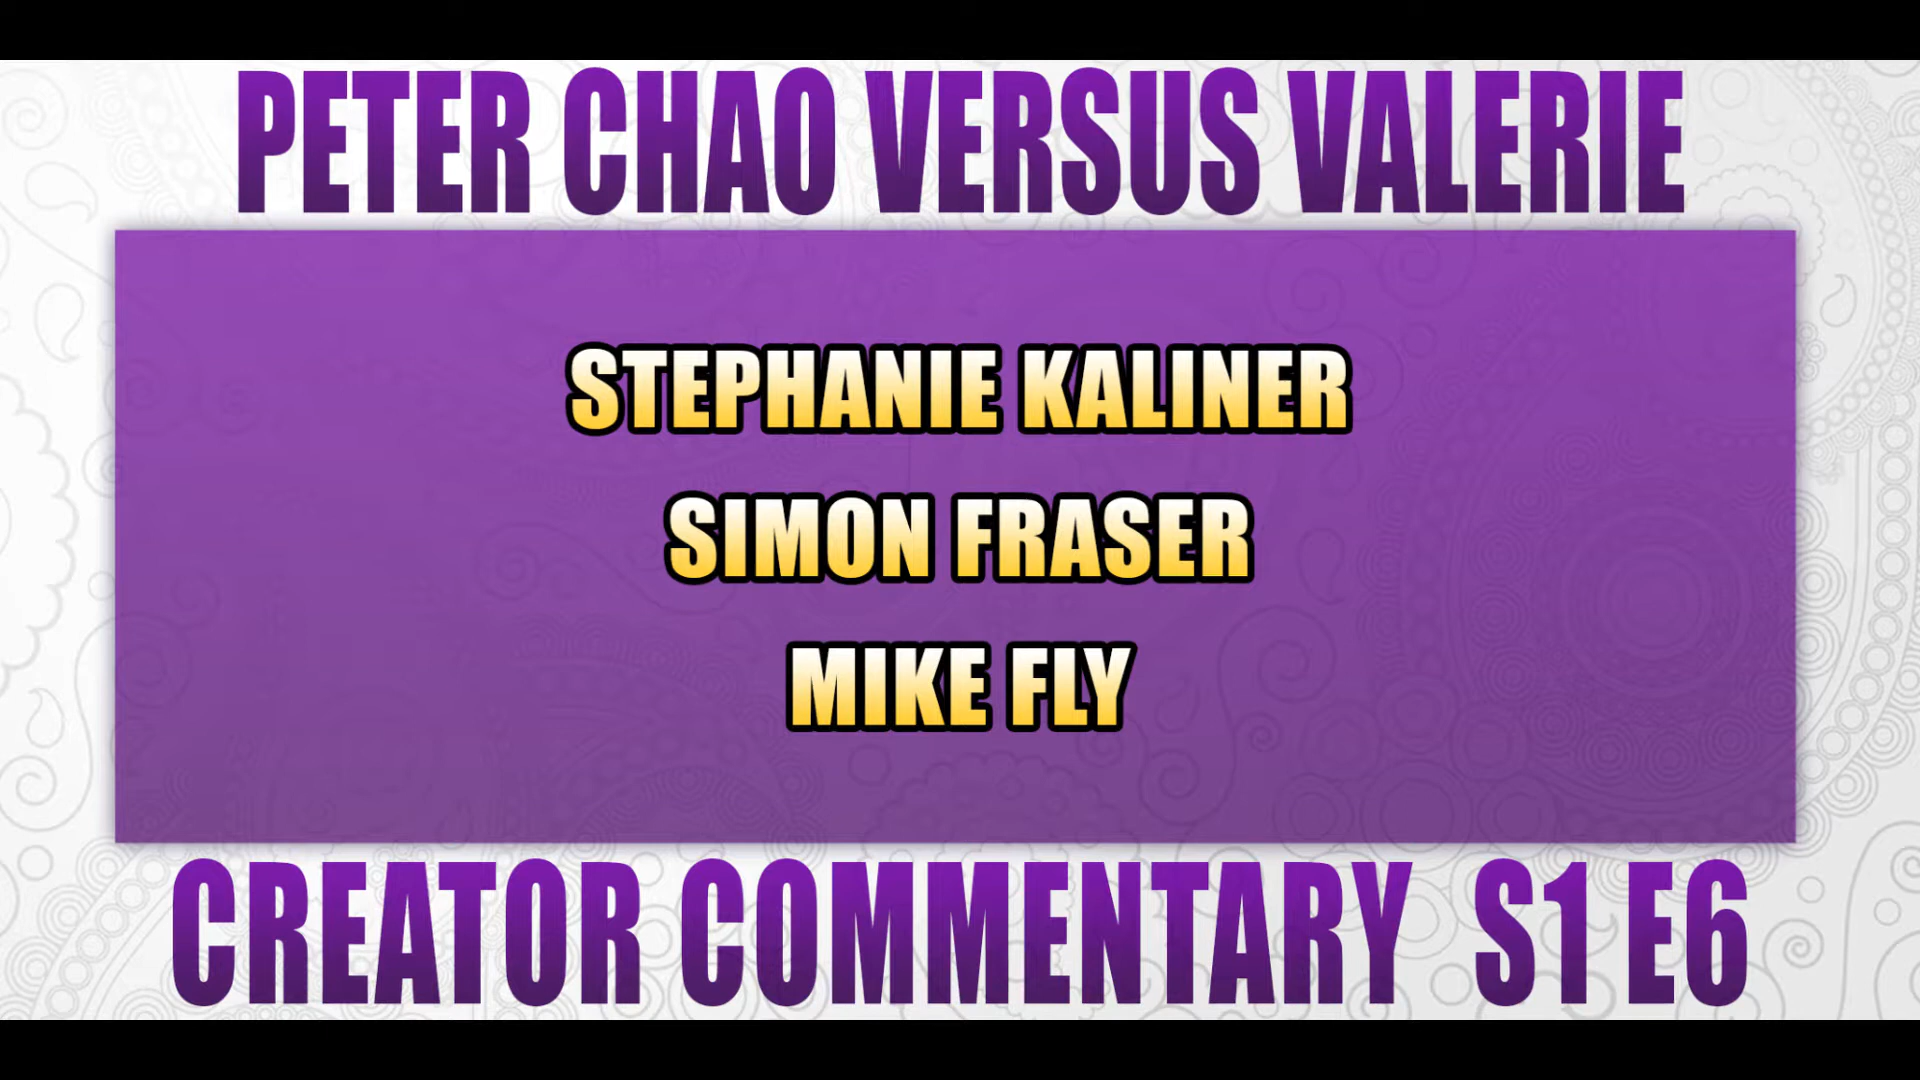 PETER CHAO VERSUS VALERIE
STEPHANIE KALINER
SIMON FRASER
MIKE FLY
CREATOR COMMENTARY S1 E6